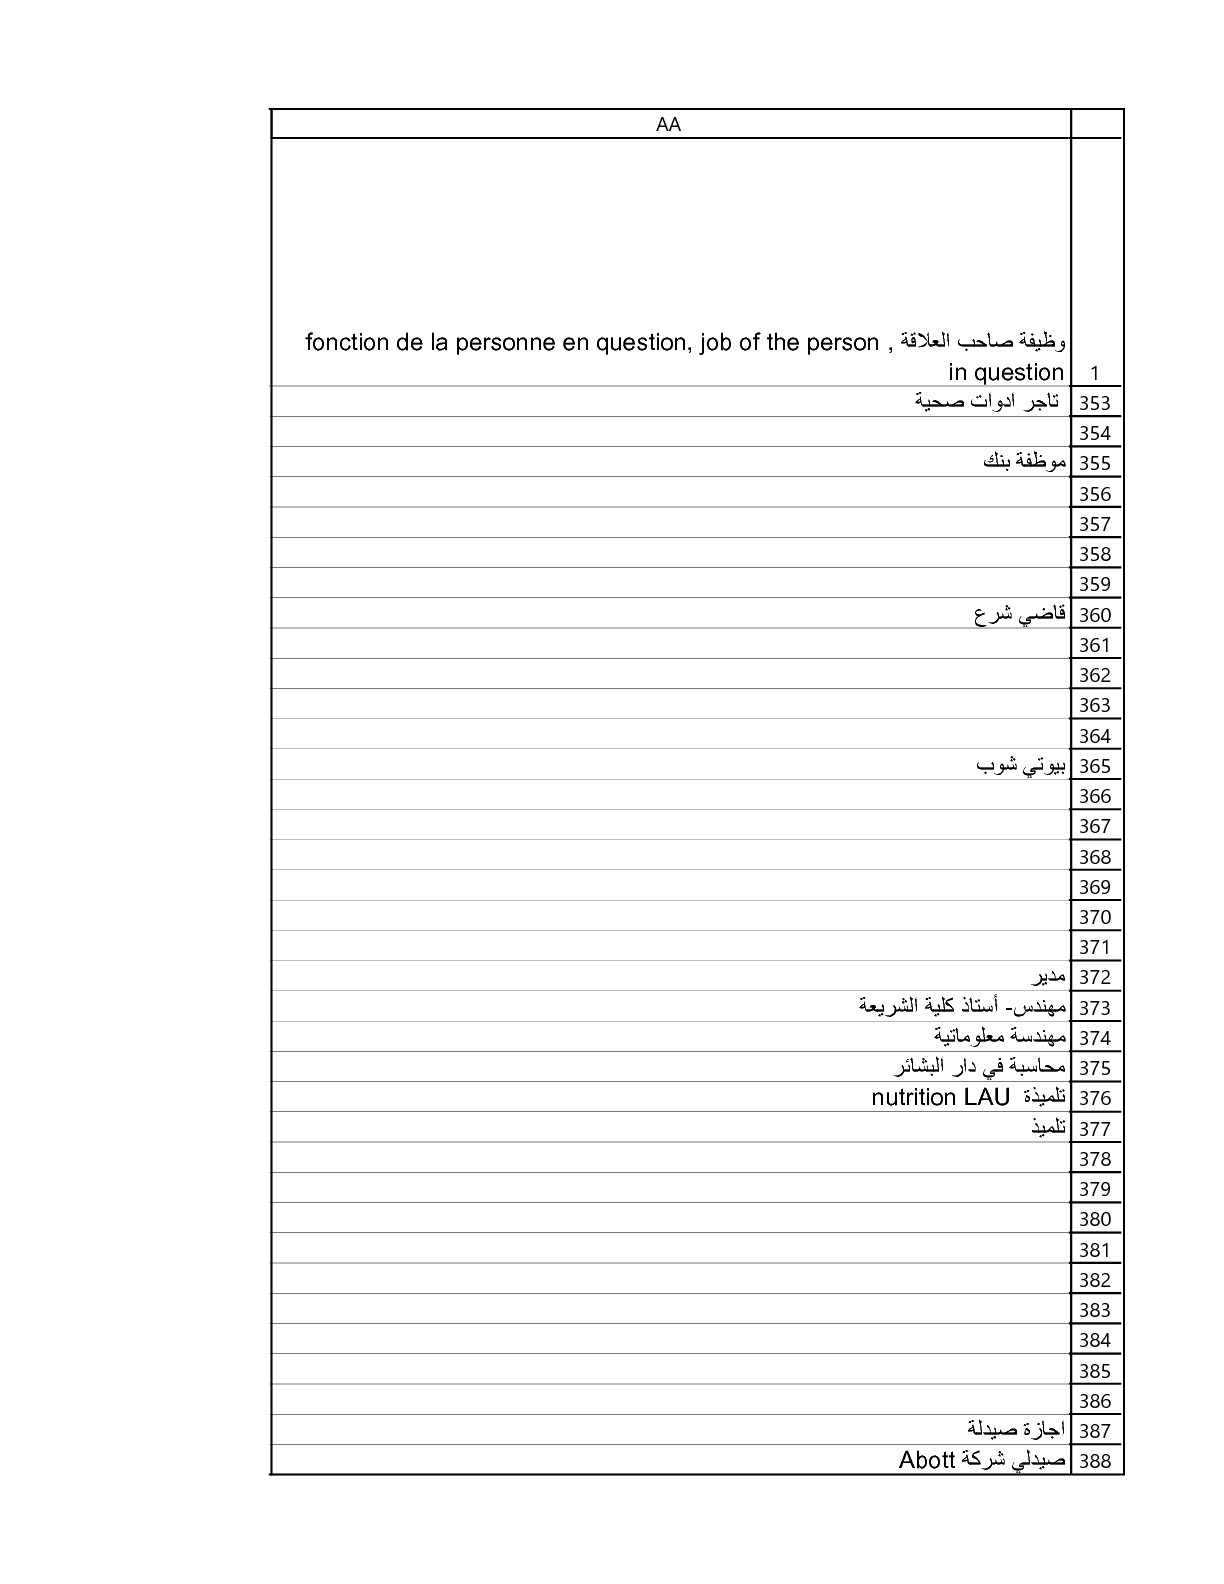 AA
وظيفة صاحب العلاقة , fonction de la personne en question, job of the person
in question 1
تاجر ادوات صحية 353
354
موظفة بنك 355
356
357
358
359
قاضي شرع 360
361
362
363
364
بيوتي شوب 365
366
367
368
369
370
371
مدير 372
مهندس- أستاذ كلية الشريعة 373
مهندسة معلوماتية 374
محاسبة في دار البشائر 375
تلميذة nutrition LAU 376
تلميذ 377
378
379
380
381
382
383
384
385
386
اجازة صيدلة 387
صيدلي شركة Abott 388